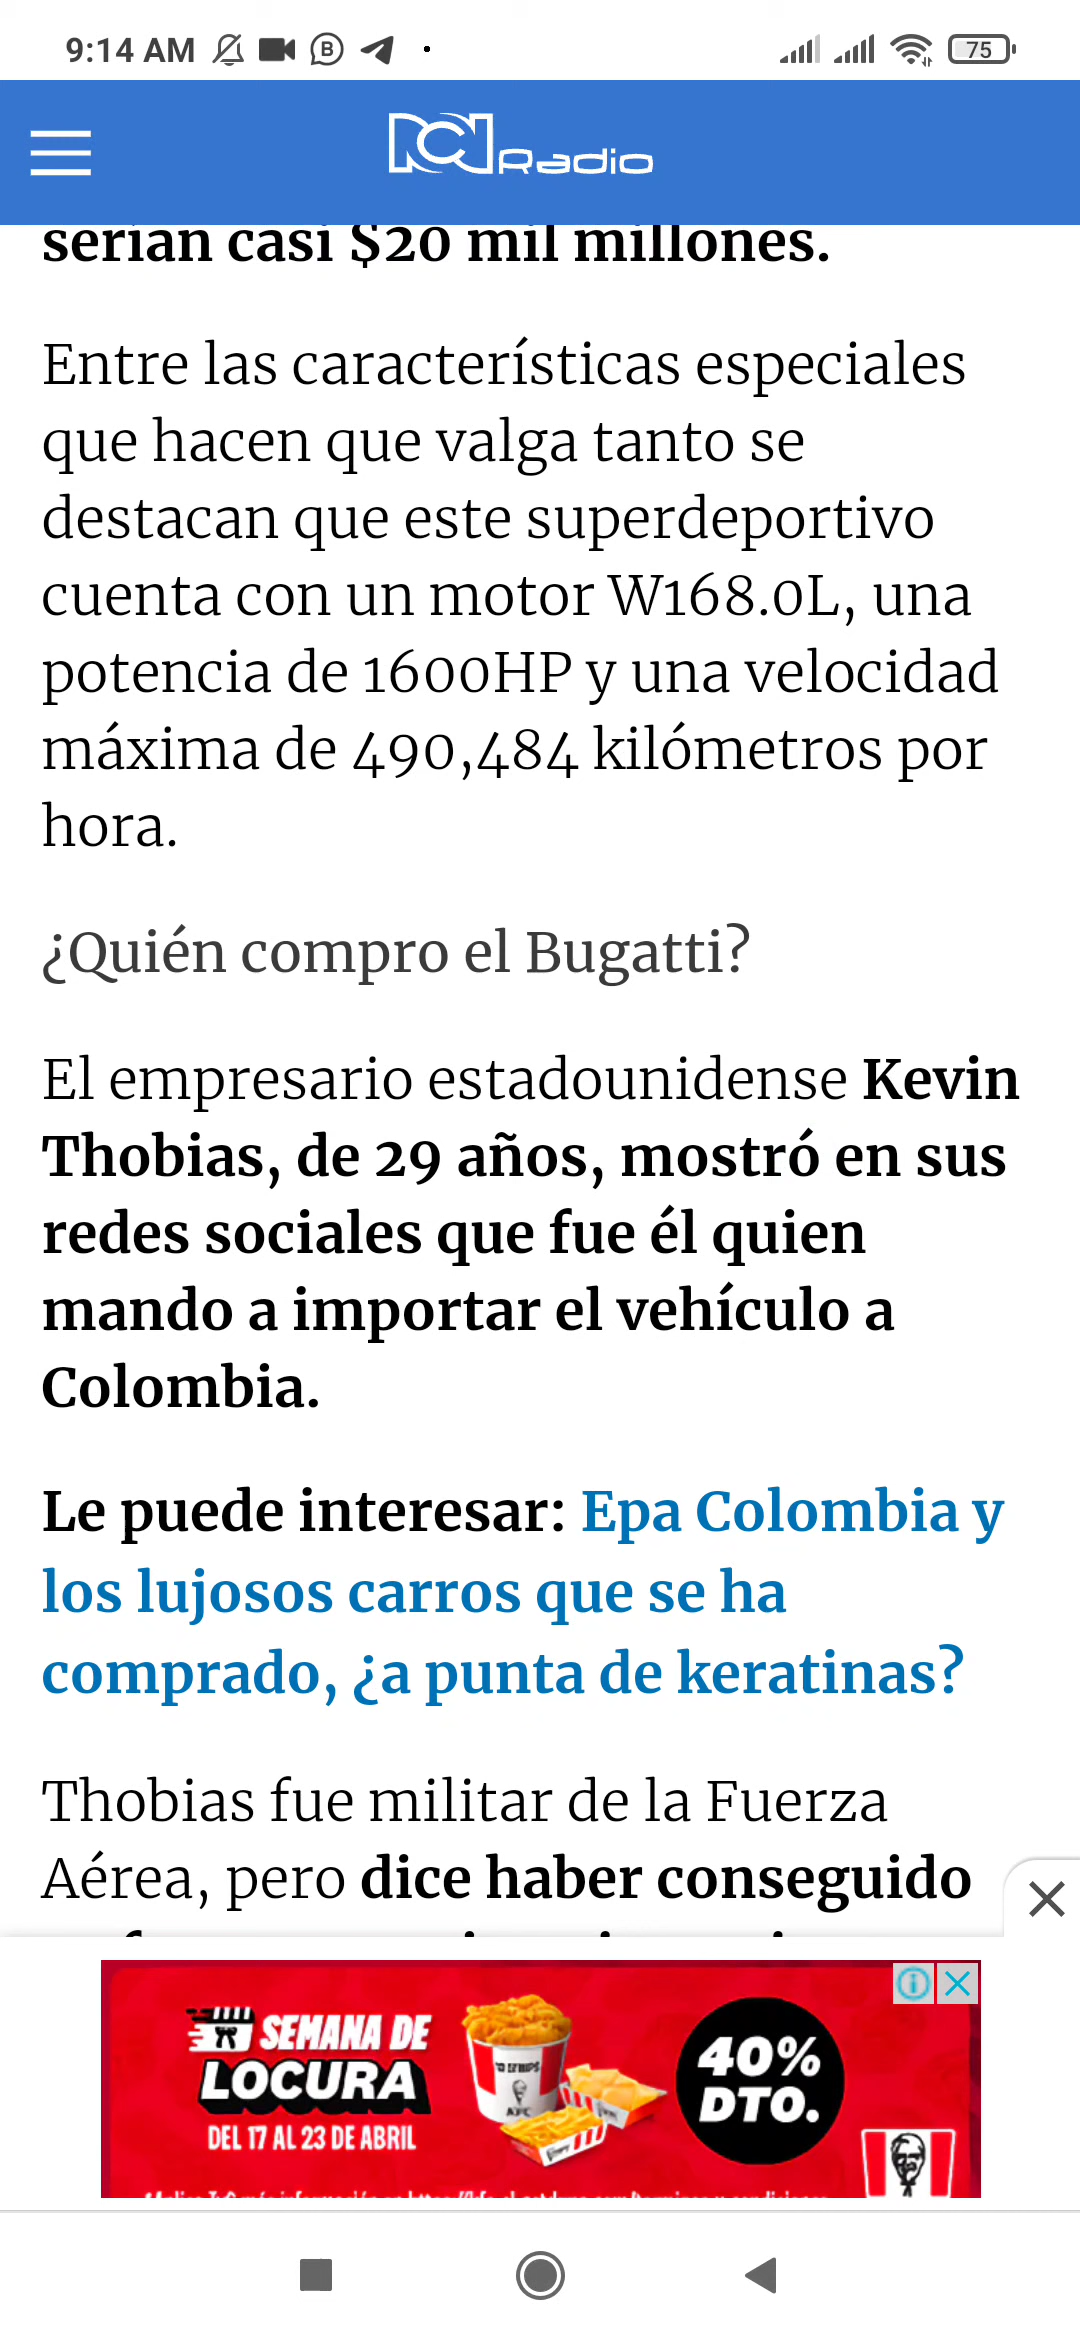 9:14 AM
75
RCN Radio
serían casi $20 mil millones.
Entre las características especiales
que hacen que valga tanto se
destacan que este superdeportivo
cuenta con un motor W168.0L, una
potencia de 1600HP y una velocidad
máxima de 490,484 kilómetros por
hora.
¿Quién compro el Bugatti?
El empresario estadounidense Kevin
Thobias, de 29 años, mostró en sus
redes sociales que fue él quien
mando a importar el vehículo a
Colombia.
Le puede interesar: Epa Colombia y
los lujosos carros que se ha
comprado, ¿a punta de keratinas?
Thobias fue militar de la Fuerza
Aérea, pero dice haber conseguido
SEMANA DE
LOCURA
DEL 17 AL 23 DE ABRIL
40%
DTO.